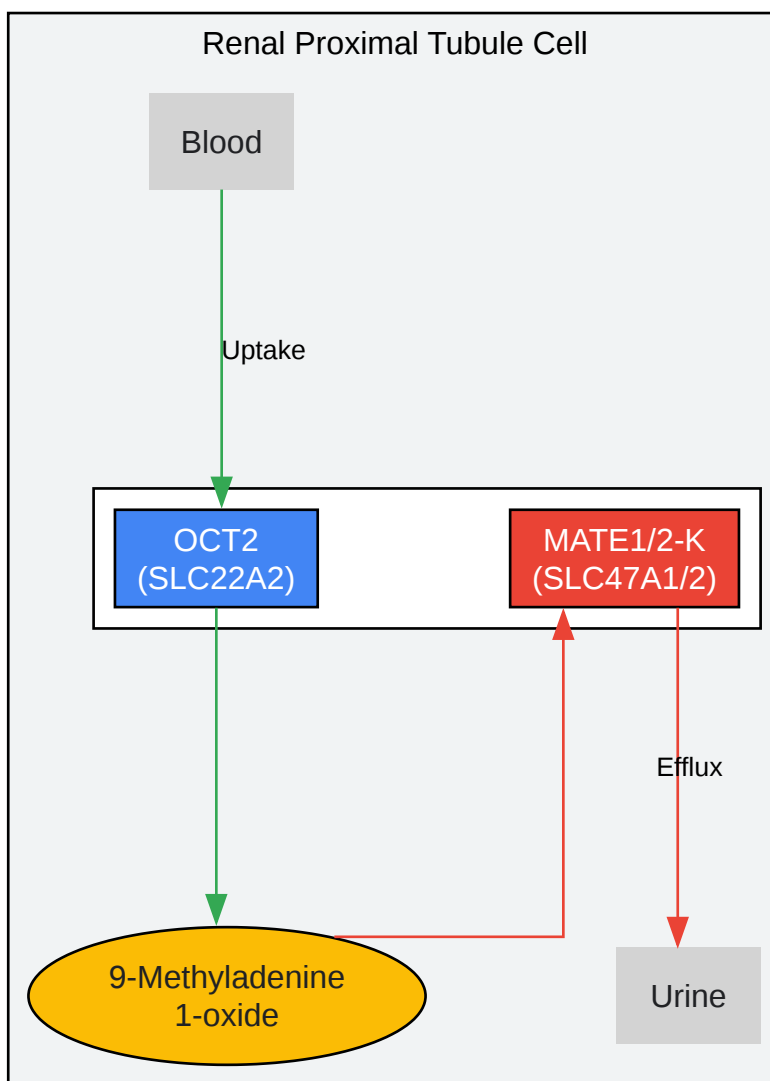 Renal Proximal Tubule Cell
Blood
Uptake
OCT2
(SLC22A2)
MATE1/2-K
(SLC47A1/2)
Efflux
9-Methyladenine
1-oxide
Urine